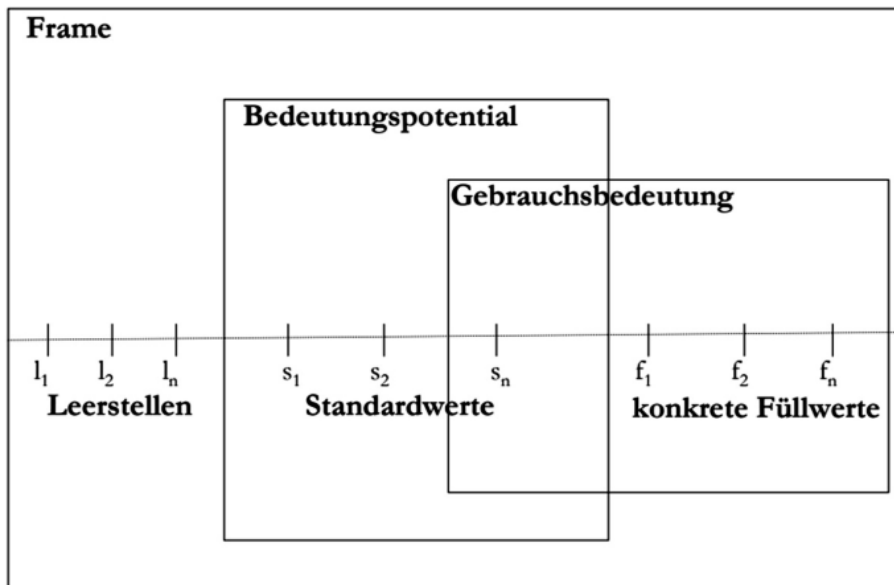 Frame
Bedeutungspotential
Gebrauchsbedeutung
l₁ l₂ lₙ s₁ s₂ sₙ f₁ f₂ fₙ
Leerstellen Standardwerte konkrete Füllwerte